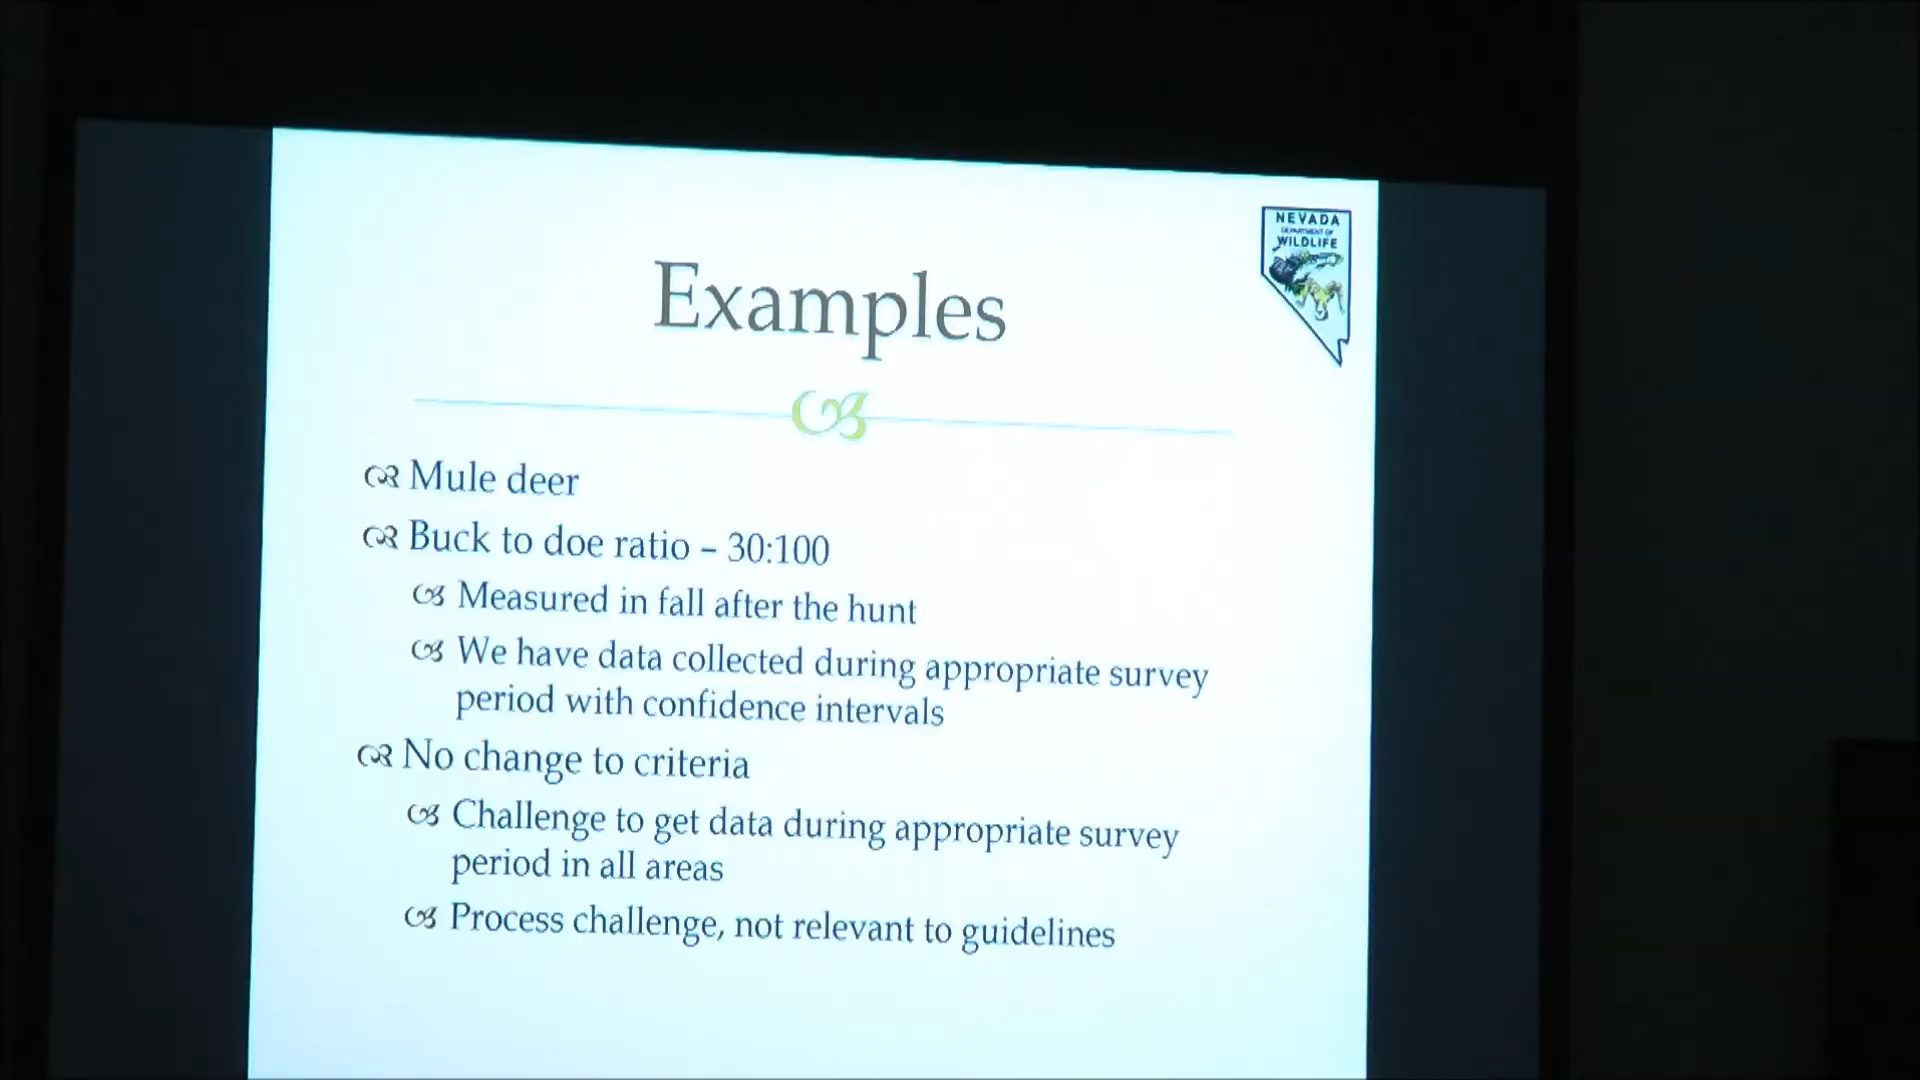 NEVADA
DEPARTMENT OF
WILDLIFE
Examples
Mule deer
Buck to doe ratio – 30:100
Measured in fall after the hunt
We have data collected during appropriate survey
period with confidence intervals
No change to criteria
Challenge to get data during appropriate survey
period in all areas
Process challenge, not relevant to guidelines